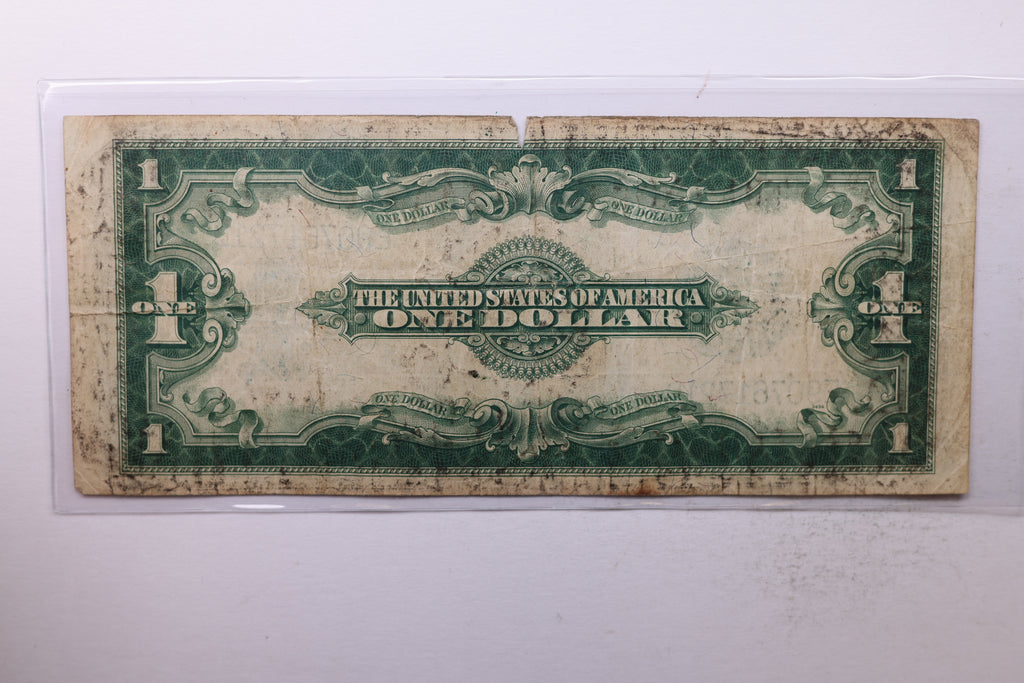 1 1
ONE DOLLAR ONE DOLLAR
1 ONE
THE UNITED STATES OF AMERICA
ONE DOLLAR
1 ONE
ONE DOLLAR ONE DOLLAR
1 1